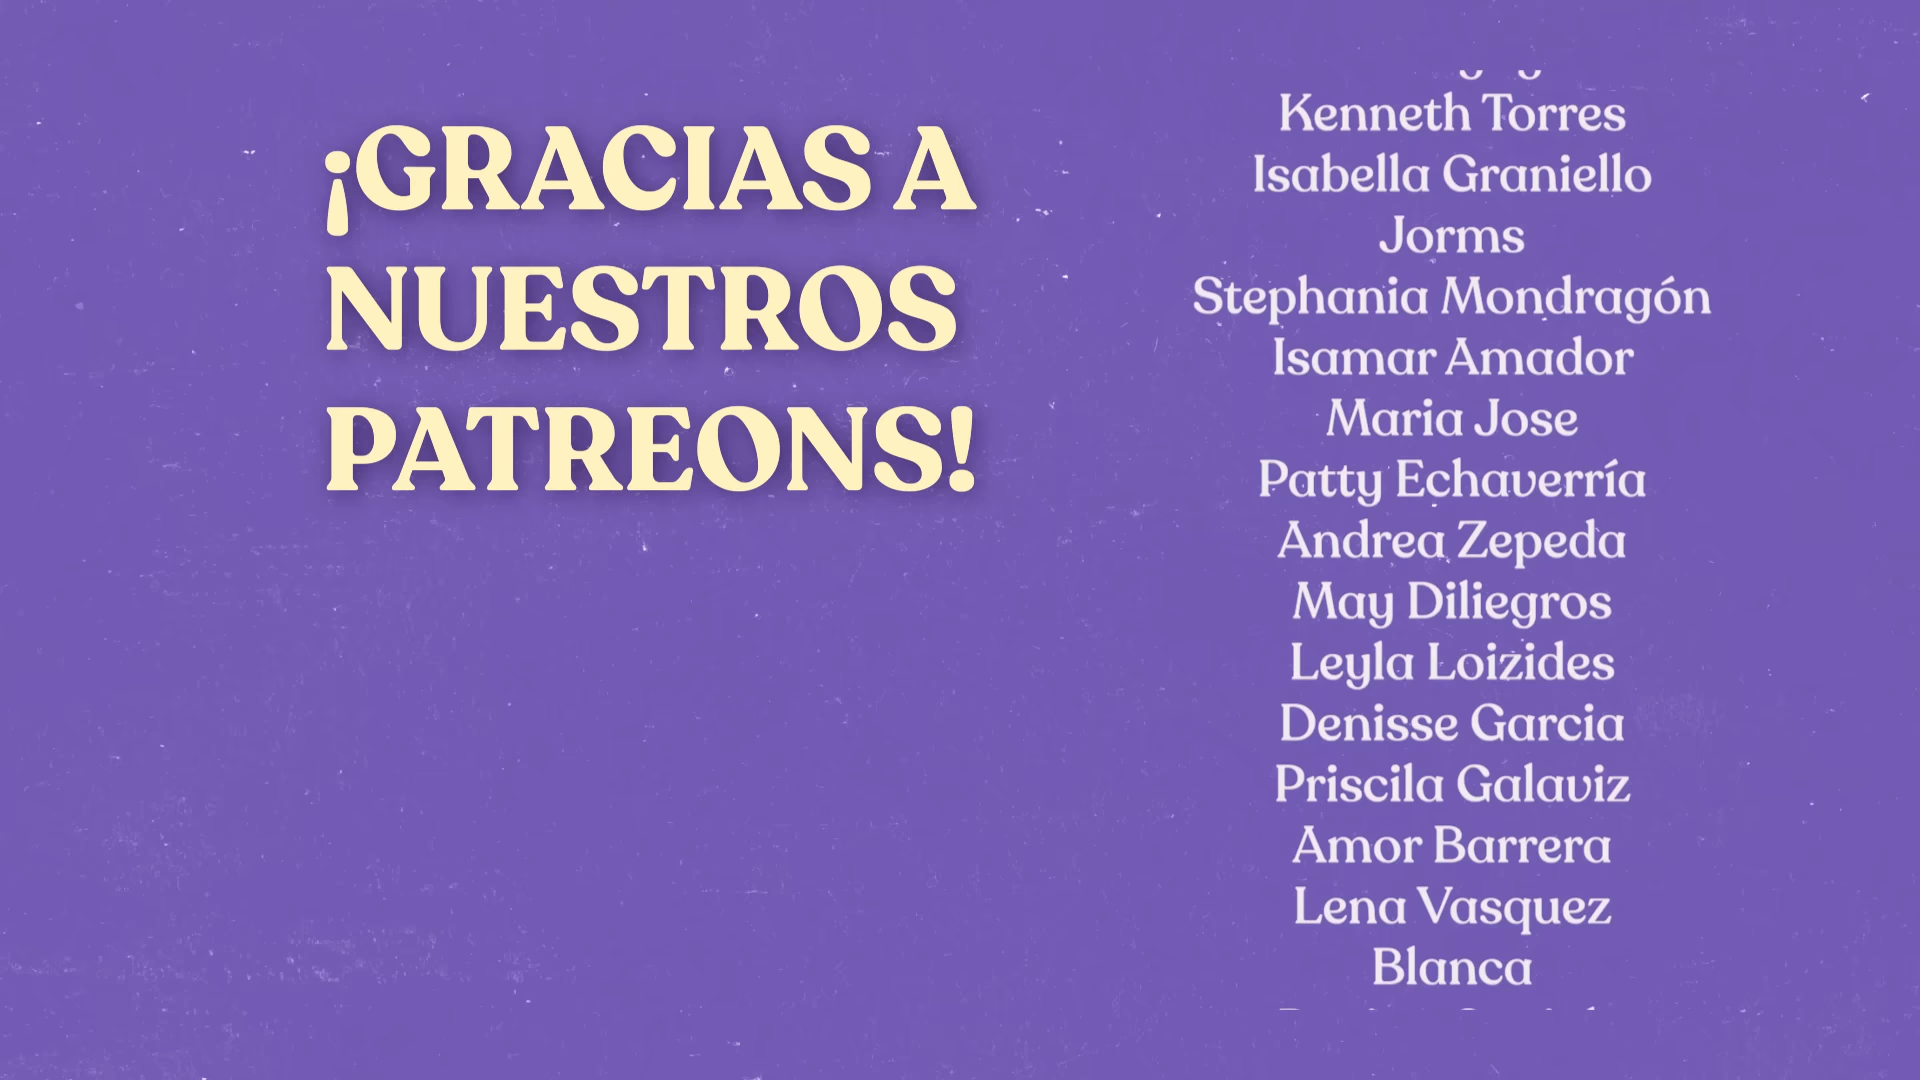 ¡GRACIAS A
NUESTROS
PATREONS!
Kenneth Torres
Isabella Graniello
Jorms
Stephania Mondragón
Isamar Amador
Maria Jose
Patty Echaverría
Andrea Zepeda
May Diliegros
Leyla Loizides
Denisse Garcia
Priscila Galaviz
Amor Barrera
Lena Vasquez
Blanca